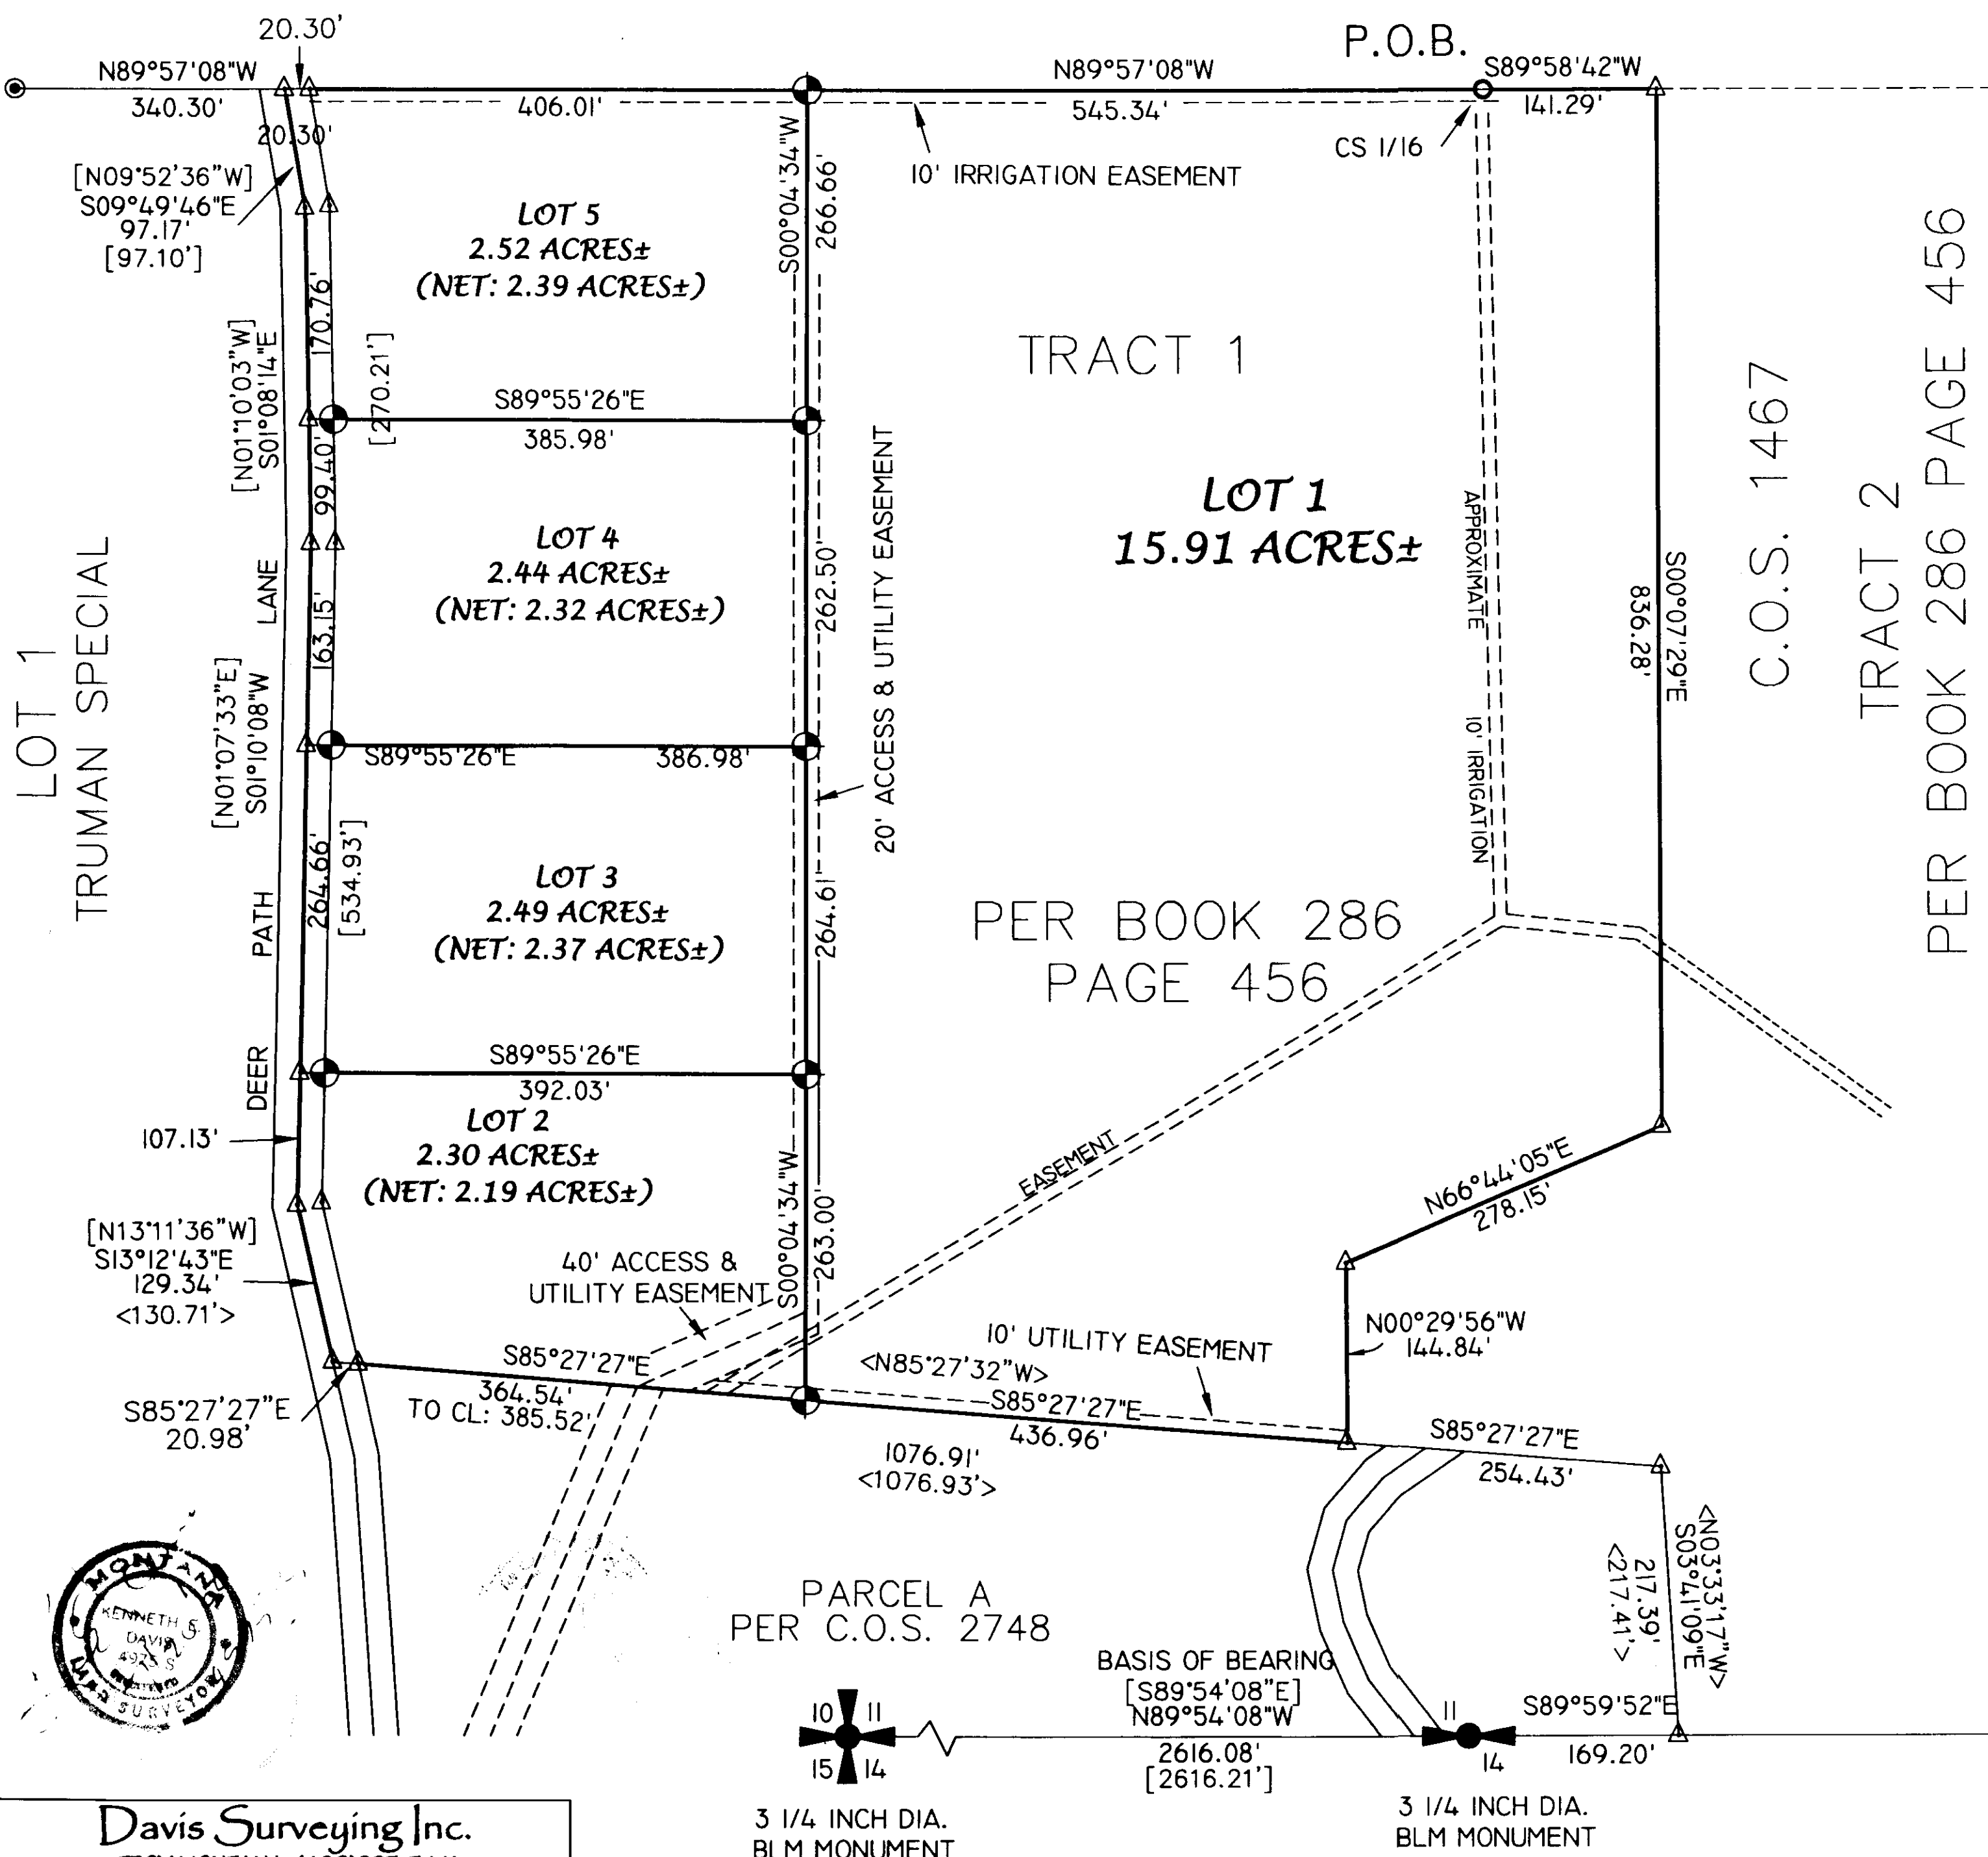 20.30'
P.O.B.
N89°57'08"W
340.30'
20.30'
406.01'
N89°57'08"W
545.34'
S89°58'42"W
141.29'
CS 1/16
10' IRRIGATION EASEMENT
[N09°52'36"W]
S09°49'46"E
97.17'
[97.10']
LOT 5
2.52 ACRES±
(NET: 2.39 ACRES±)
S00°04'34"W
266.66'
TRACT 1
[N01°10'03"W]
S01°08'14"E
170.76'
[270.21']
99.40'
S89°55'26"E
385.98'
LOT 1
15.91 ACRES±
LOT 4
2.44 ACRES±
(NET: 2.32 ACRES±)
262.50'
20' ACCESS & UTILITY EASEMENT
APPROXIMATE
10' IRRIGATION
EASEMENT
S00°07'29"E
836.28'
C.O.S. 1467
TRACT 2
PER BOOK 286 PAGE 456
LOT 1
TRUMAN SPECIAL
DEER PATH LANE
163.15'
[N01°07'33"E]
S01°10'08"W
S89°55'26"E
386.98'
264.66'
[534.93']
LOT 3
2.49 ACRES±
(NET: 2.37 ACRES±)
264.61'
PER BOOK 286
PAGE 456
S89°55'26"E
392.03'
LOT 2
2.30 ACRES±
(NET: 2.19 ACRES±)
107.13'
S00°04'34"W
263.00'
[N13°11'36"W]
S13°12'43"E
129.34'
<130.71'>
40' ACCESS &
UTILITY EASEMENT
N66°44'05"E
278.15'
N00°29'56"W
144.84'
10' UTILITY EASEMENT
<N85°27'32"W>
S85°27'27"E
436.96'
S85°27'27"E
364.54'
TO CL: 385.52'
S85°27'27"E
20.98'
1076.91'
<1076.93'>
S85°27'27"E
254.43'
<N03°33'17"W>
S03°41'09"E
217.39'
<217.41'>
PARCEL A
PER C.O.S. 2748
BASIS OF BEARING
[S89°54'08"E]
N89°54'08"W
2616.08'
[2616.21']
10 11
15 14
11
14
S89°59'52"E
169.20'
3 1/4 INCH DIA.
BLM MONUMENT
3 1/4 INCH DIA.
BLM MONUMENT
MONTANA
KENNETH S.
DAVIS
4975 S
LAND SURVEYOR
Davis Surveying Inc.